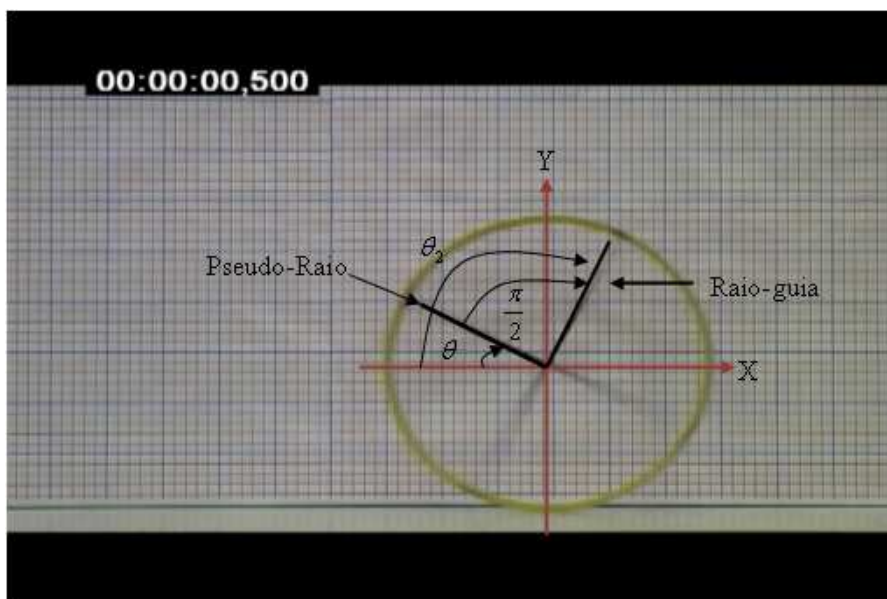 00:00:00,500
Y
θ₂
Pseudo-Raio
π/2
Raio-guia
θ
X